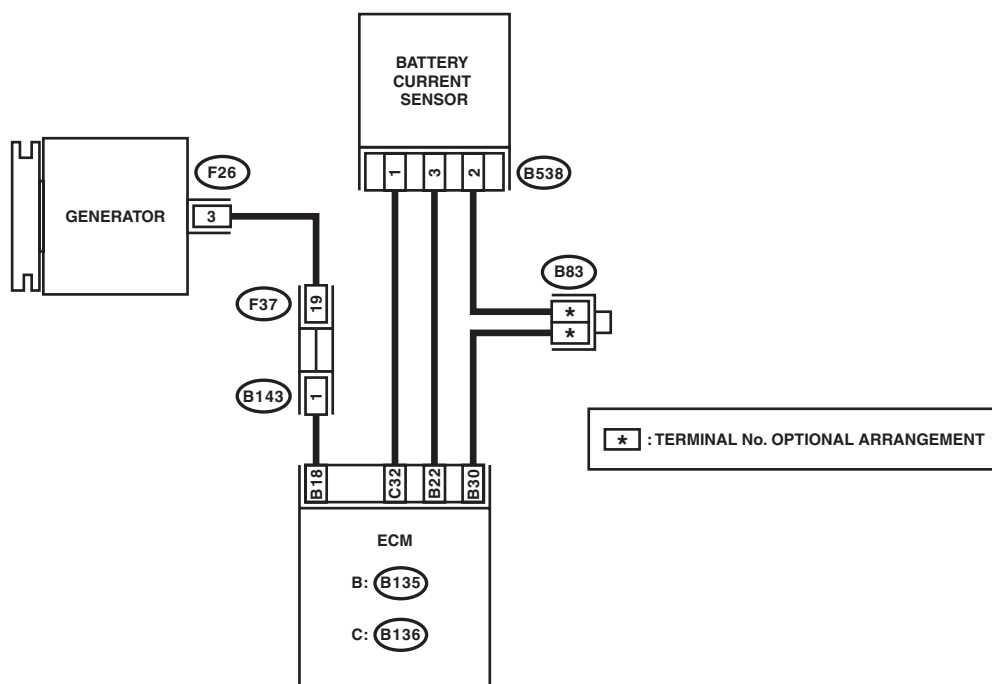 BATTERY
CURRENT
SENSOR
1
3
2
B538
F26
GENERATOR
3
B83
*
*
F37
19
B143
1
* : TERMINAL No. OPTIONAL ARRANGEMENT
B18
C32
B22
B30
ECM
B: B135
C: B136